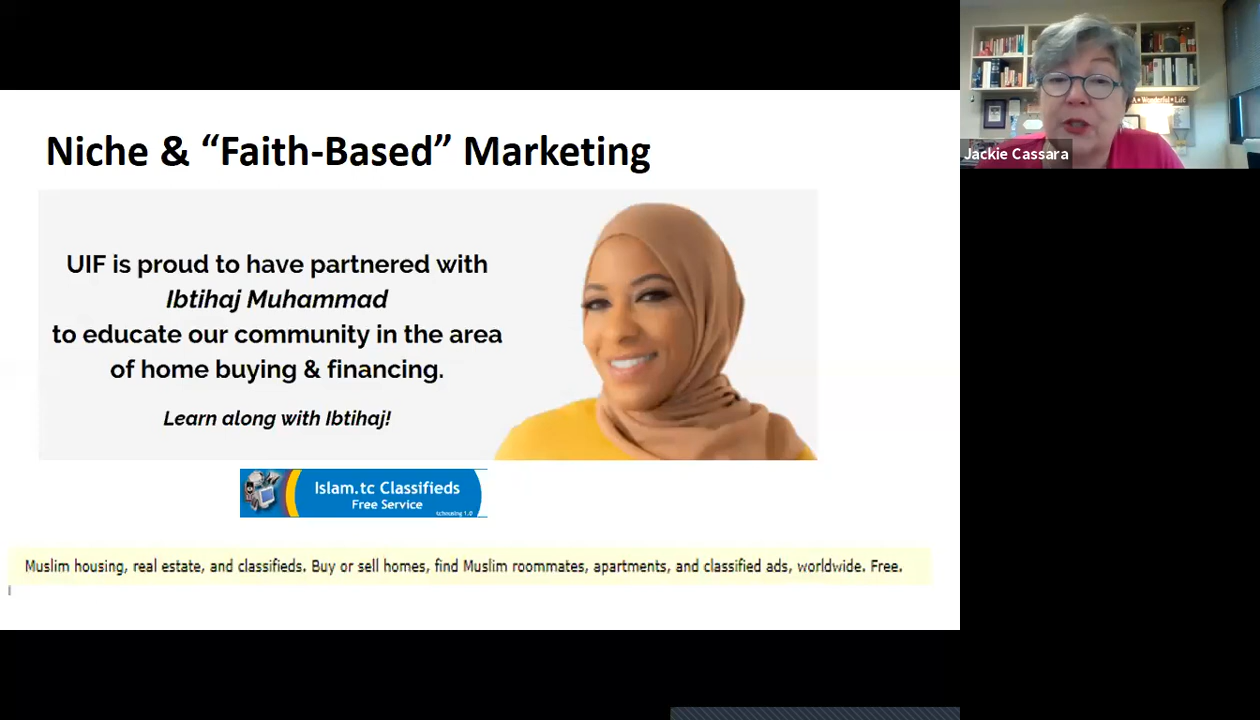 Niche & “Faith-Based” Marketing
UIF is proud to have partnered with
Ibtihaj Muhammad
to educate our community in the area
of home buying & financing.
Learn along with Ibtihaj!
Islam.tc Classifieds
Free Service
Muslim housing, real estate, and classifieds. Buy or sell homes, find Muslim roommates, apartments, and classified ads, worldwide. Free.
Jackie Cassara
Wonderful Life